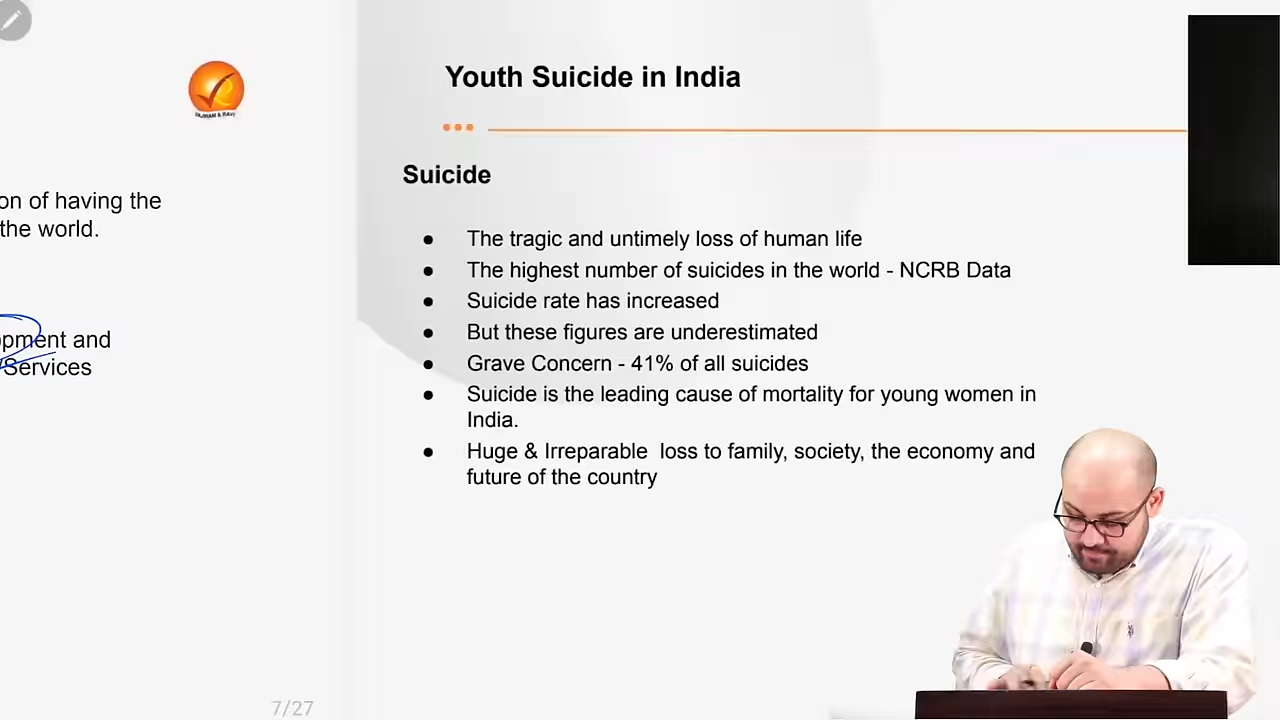 VAJIRAM & RAVI
on of having the
the world.
opment and
Services
7/27
Youth Suicide in India
Suicide
● The tragic and untimely loss of human life
● The highest number of suicides in the world - NCRB Data
● Suicide rate has increased
● But these figures are underestimated
● Grave Concern - 41% of all suicides
● Suicide is the leading cause of mortality for young women in
India.
● Huge & Irreparable loss to family, society, the economy and
future of the country